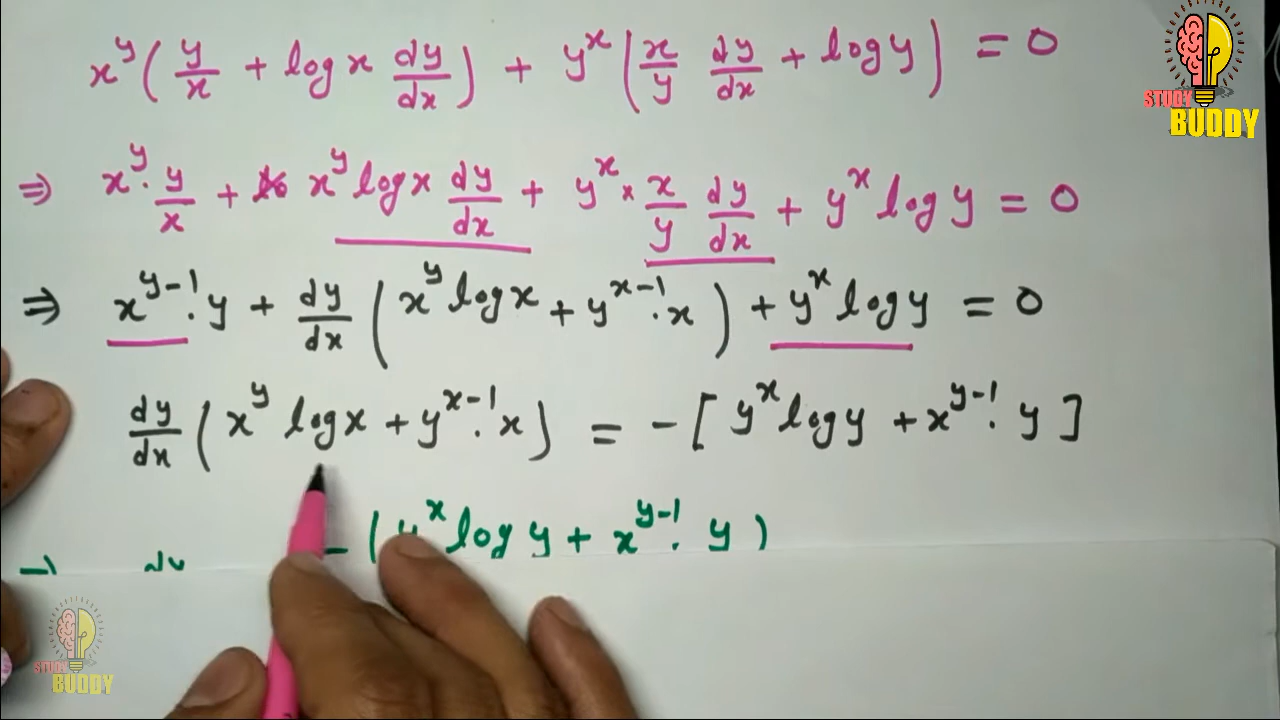 x^y (y/x + log x dy/dx) + y^x (x/y dy/dx + log y) = 0
STUDY
BUDDY
⇒ x^y · y/x + x^y log x dy/dx + y^x × x/y dy/dx + y^x log y = 0
⇒ x^(y-1) · y + dy/dx (x^y log x + y^(x-1) · x) + y^x log y = 0
dy/dx (x^y log x + y^(x-1) · x) = -[y^x log y + x^(y-1) · y]
- (y^x log y + x^(y-1) · y)
STUDY
BUDDY